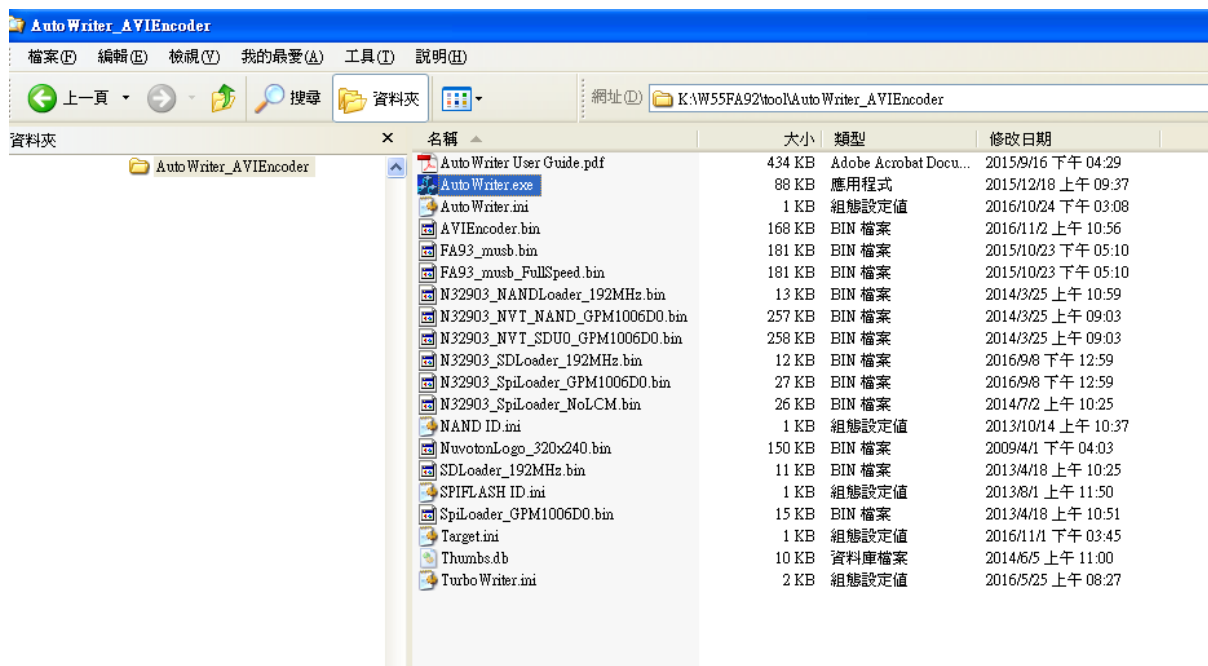 AutoWriter_AVIEncoder
檔案(F) 編輯(E) 檢視(V) 我的最愛(A) 工具(T) 說明(H)
上一頁 搜尋 資料夾 網址(D) K:\W55FA92\tool\AutoWriter_AVIEncoder
資料夾 名稱 大小 類型 修改日期
AutoWriter_AVIEncoder
AutoWriter User Guide.pdf 434 KB Adobe Acrobat Docu... 2015/9/16 下午 04:29
AutoWriter.exe 88 KB 應用程式 2015/12/18 上午 09:37
AutoWriter.ini 1 KB 組態設定值 2016/10/24 下午 03:08
AVIEncoder.bin 168 KB BIN 檔案 2016/11/2 上午 10:56
FA93_musb.bin 181 KB BIN 檔案 2015/10/23 下午 05:10
FA93_musb_FullSpeed.bin 181 KB BIN 檔案 2015/10/23 下午 05:10
N32903_NANDLoader_192MHz.bin 13 KB BIN 檔案 2014/3/25 上午 10:59
N32903_NVT_NAND_GPM1006D0.bin 257 KB BIN 檔案 2014/3/25 上午 09:03
N32903_NVT_SDU0_GPM1006D0.bin 258 KB BIN 檔案 2014/3/25 上午 09:03
N32903_SDLoader_192MHz.bin 12 KB BIN 檔案 2016/9/8 下午 12:59
N32903_SpiLoader_GPM1006D0.bin 27 KB BIN 檔案 2016/9/8 下午 12:59
N32903_SpiLoader_NoLCM.bin 26 KB BIN 檔案 2014/7/2 上午 10:25
NAND ID.ini 1 KB 組態設定值 2013/10/14 上午 10:37
NuvotonLogo_320x240.bin 150 KB BIN 檔案 2009/4/1 下午 04:03
SDLoader_192MHz.bin 11 KB BIN 檔案 2013/4/18 上午 10:25
SPIFLASH ID.ini 1 KB 組態設定值 2013/8/1 上午 11:50
SpiLoader_GPM1006D0.bin 15 KB BIN 檔案 2013/4/18 上午 10:51
Target.ini 1 KB 組態設定值 2016/11/1 下午 03:45
Thumbs.db 10 KB 資料庫檔案 2014/6/5 上午 11:00
TurboWriter.ini 2 KB 組態設定值 2016/5/25 上午 08:27